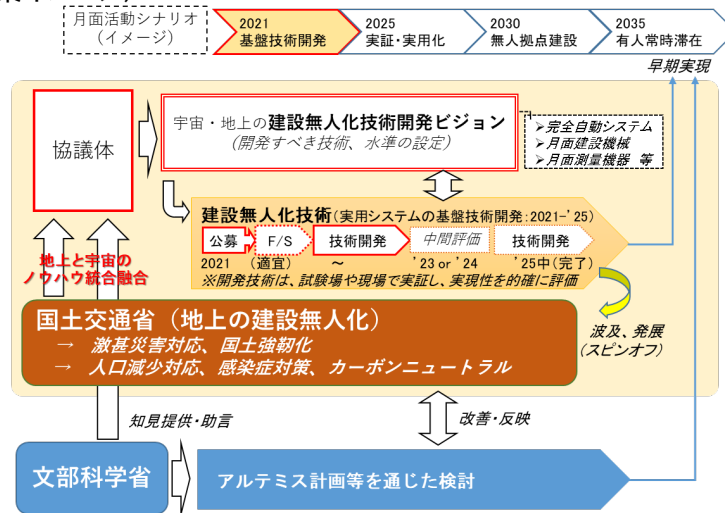 月面活動シナリオ
(イメージ)
2021
基盤技術開発
2025
実証・実用化
2030
無人拠点建設
2035
有人常時滞在
早期実現
協議体
宇宙・地上の建設無人化技術開発ビジョン
(開発すべき技術、水準の設定)
➢完全自動システム
➢月面建設機械
➢月面測量機器 等
建設無人化技術(実用システムの基盤技術開発:2021-'25)
公募
F/S
技術開発
中間評価
技術開発
2021 (適宜) ～ '23 or '24 '25中(完了)
※開発技術は、試験場や現場で実証し、実現性を的確に評価
地上と宇宙の
ノウハウ統合融合
国土交通省(地上の建設無人化)
→ 激甚災害対応、国土強靭化
→ 人口減少対応、感染症対策、カーボンニュートラル
波及、発展
(スピンオフ)
知見提供・助言
改善・反映
文部科学省
アルテミス計画等を通じた検討